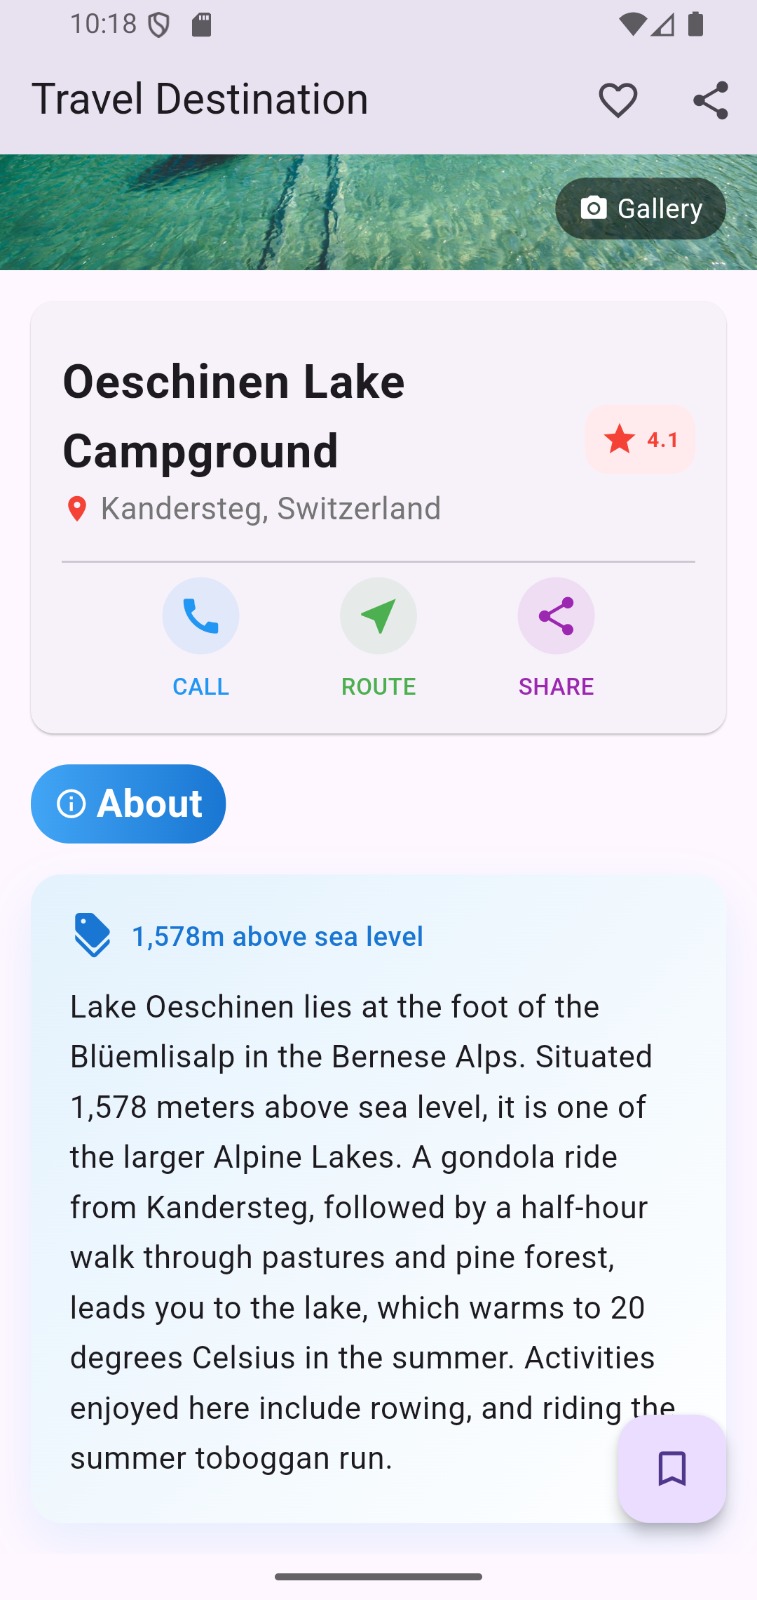 10:18
Travel Destination
Gallery
Oeschinen Lake
Campground
4.1
Kandersteg, Switzerland
CALL
ROUTE
SHARE
About
1,578m above sea level
Lake Oeschinen lies at the foot of the
Blüemlisalp in the Bernese Alps. Situated
1,578 meters above sea level, it is one of
the larger Alpine Lakes. A gondola ride
from Kandersteg, followed by a half-hour
walk through pastures and pine forest,
leads you to the lake, which warms to 20
degrees Celsius in the summer. Activities
enjoyed here include rowing, and riding the
summer toboggan run.